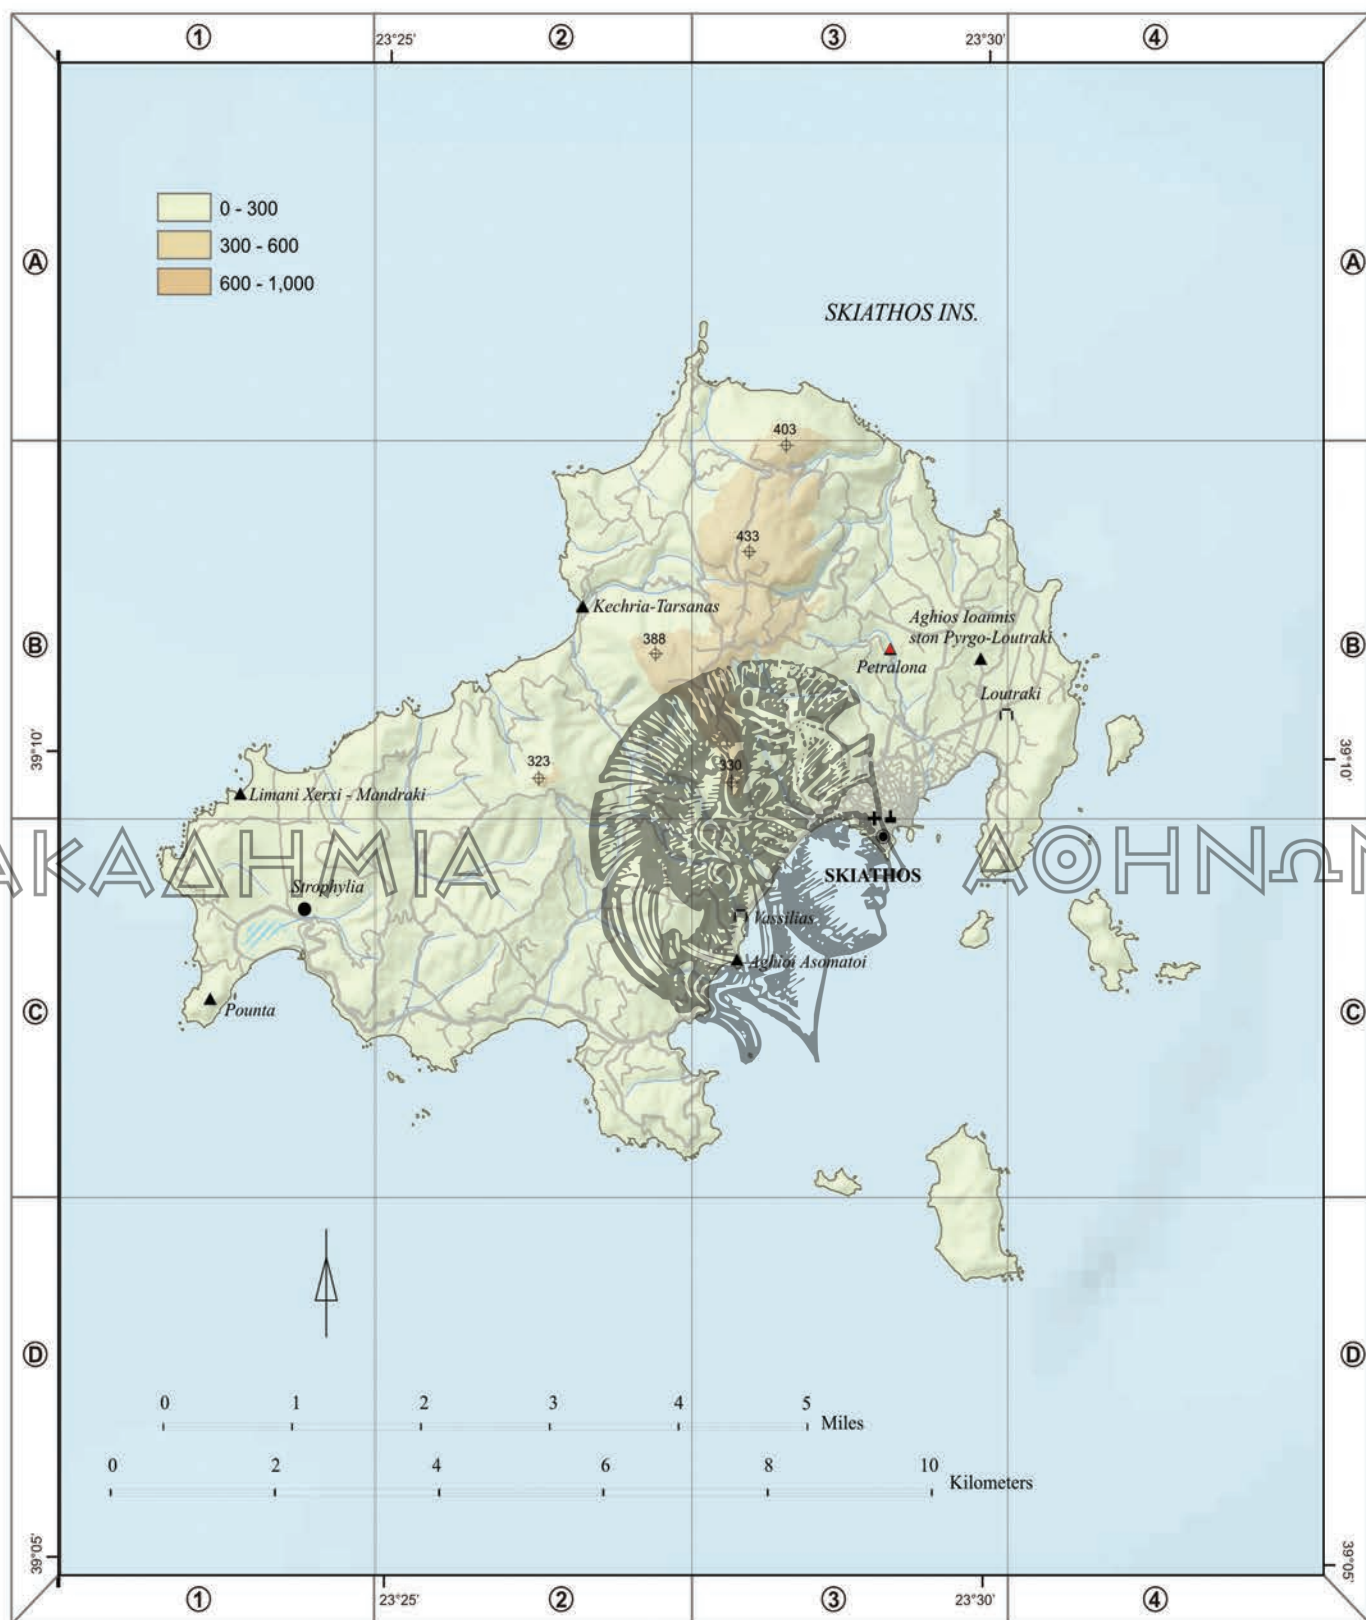 1 23°25' 2 3 23°30' 4
0 - 300
300 - 600
600 - 1,000
A A
SKIATHOS INS.
403
433
Kechria-Tarsanas
Aghios Ioannis
ston Pyrgo-Loutraki
B B
388
Petralona
Loutraki
39°10' 39°10'
323
330
Limani Xerxi - Mandraki
ΑΚΑΔΗΜΙΑ ΑΘΗΝΩΝ
Strophylia
SKIATHOS
Vassilias
Aghioi Asomatoi
C C
Pounta
D D
0 1 2 3 4 5
Miles
0 2 4 6 8 10
Kilometers
39°05' 39°05'
1 23°25' 2 3 23°30' 4